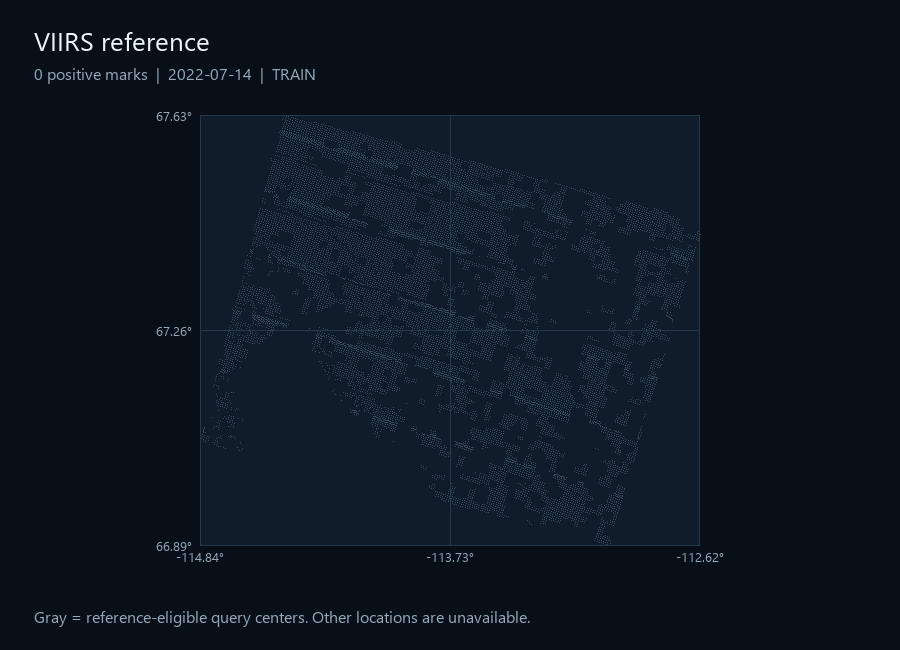 VIIRS reference
0 positive marks | 2022-07-14 | TRAIN
67.63°
67.26°
66.89°
-114.84°
-113.73°
-112.62°
Gray = reference-eligible query centers. Other locations are unavailable.